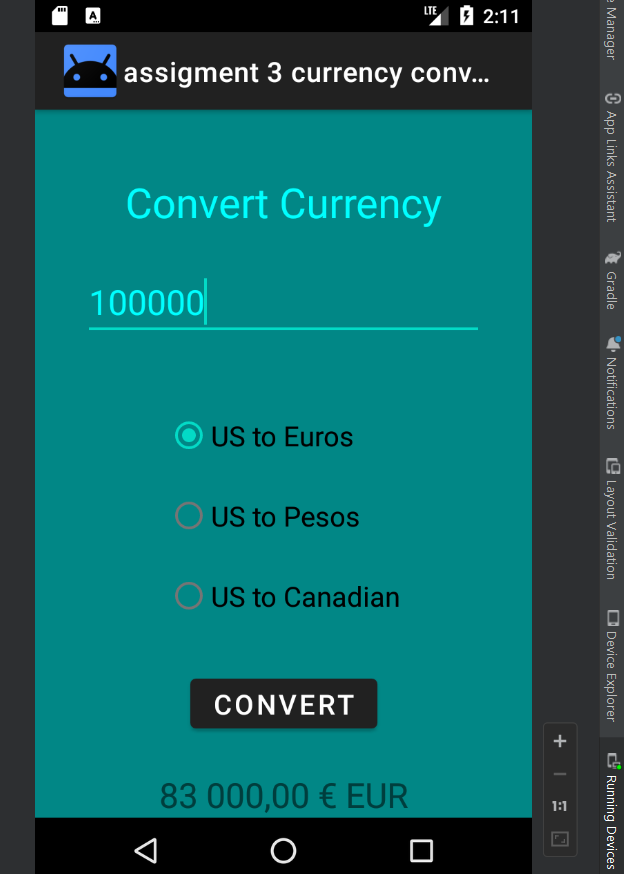 LTE 2:11
assigment 3 currency conv...
Convert Currency
100000
US to Euros
US to Pesos
US to Canadian
CONVERT
83 000,00 € EUR
Manager
App Links Assistant
Gradle
Notifications
Layout Validation
Device Explorer
Running Devices
1:1